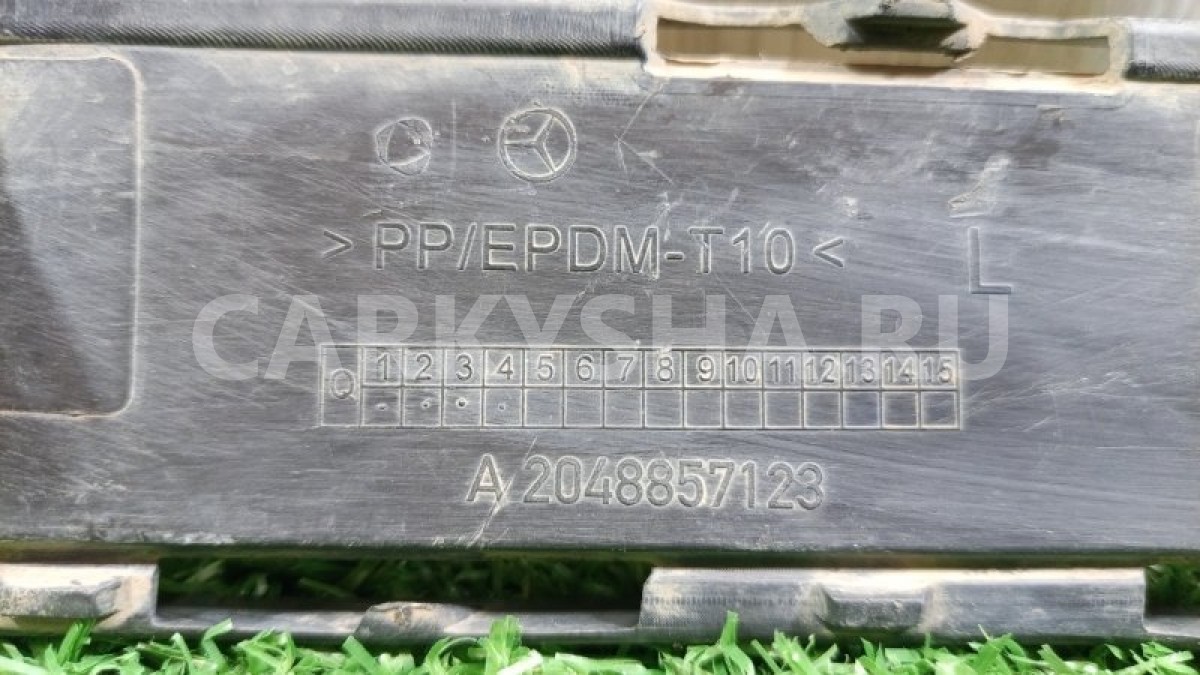 > PP/EPDM-T10 <
L
CARKYSHA.RU
Q 1 2 3 4 5 6 7 8 9 10 11 12 13 14 15
A 2048857123